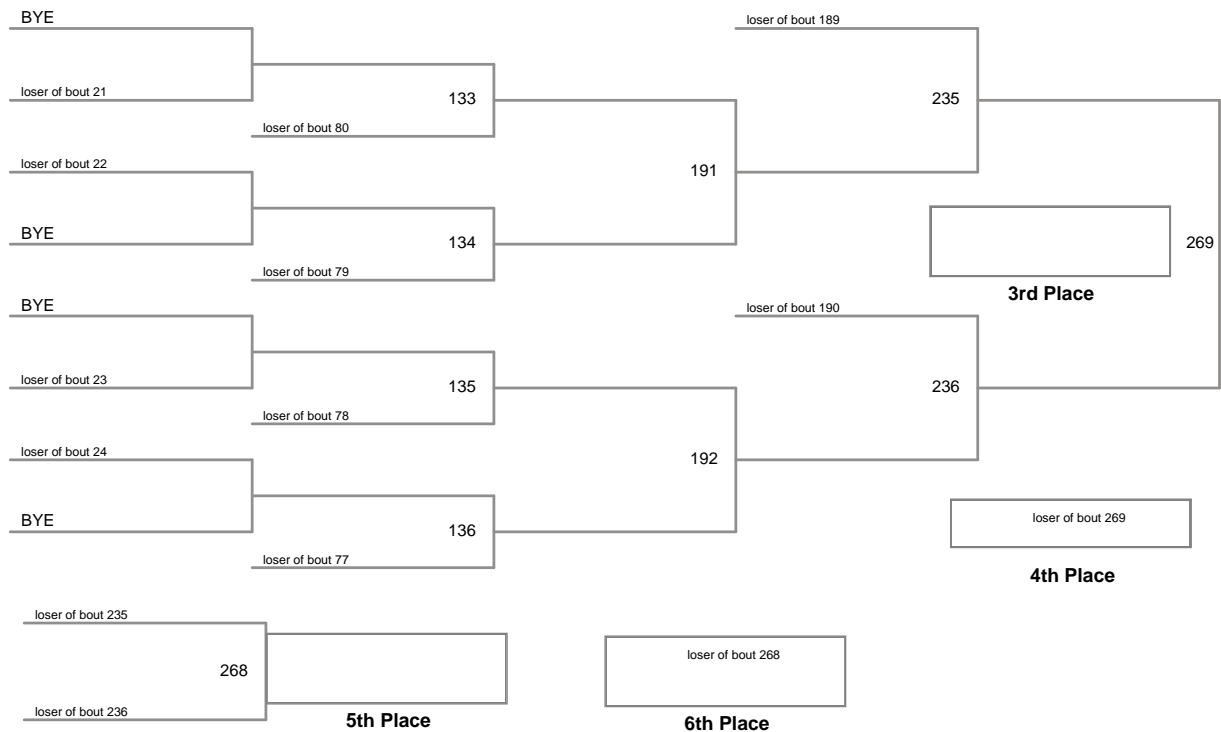 BYE
loser of bout 189
loser of bout 21
133
235
loser of bout 80
loser of bout 22
191
BYE
134
269
loser of bout 79
3rd Place
BYE
loser of bout 190
loser of bout 23
135
236
loser of bout 78
loser of bout 24
192
BYE
136
loser of bout 269
loser of bout 77
4th Place
loser of bout 235
268
loser of bout 268
loser of bout 236
5th Place
6th Place